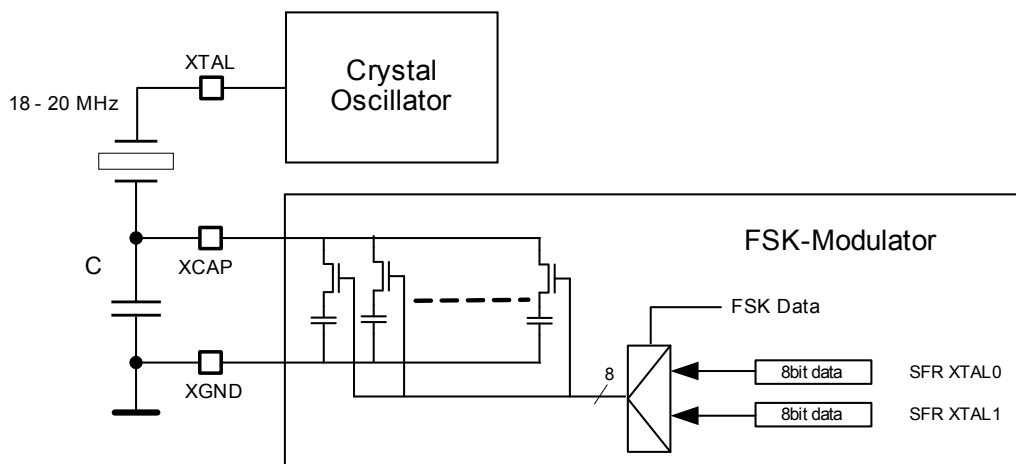 XTAL
Crystal
Oscillator
18 - 20 MHz
FSK-Modulator
C
XCAP
FSK Data
8
8bit data
SFR XTAL0
XGND
8bit data
SFR XTAL1